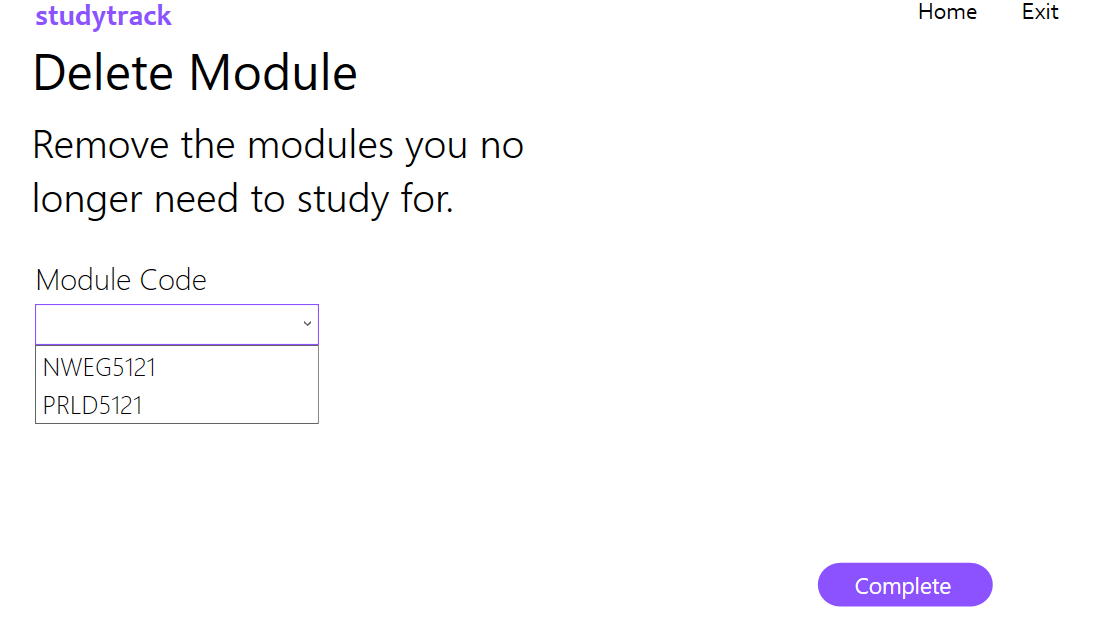 studytrack
Home
Exit
Delete Module
Remove the modules you no
longer need to study for.
Module Code
NWEG5121
PRLD5121
Complete